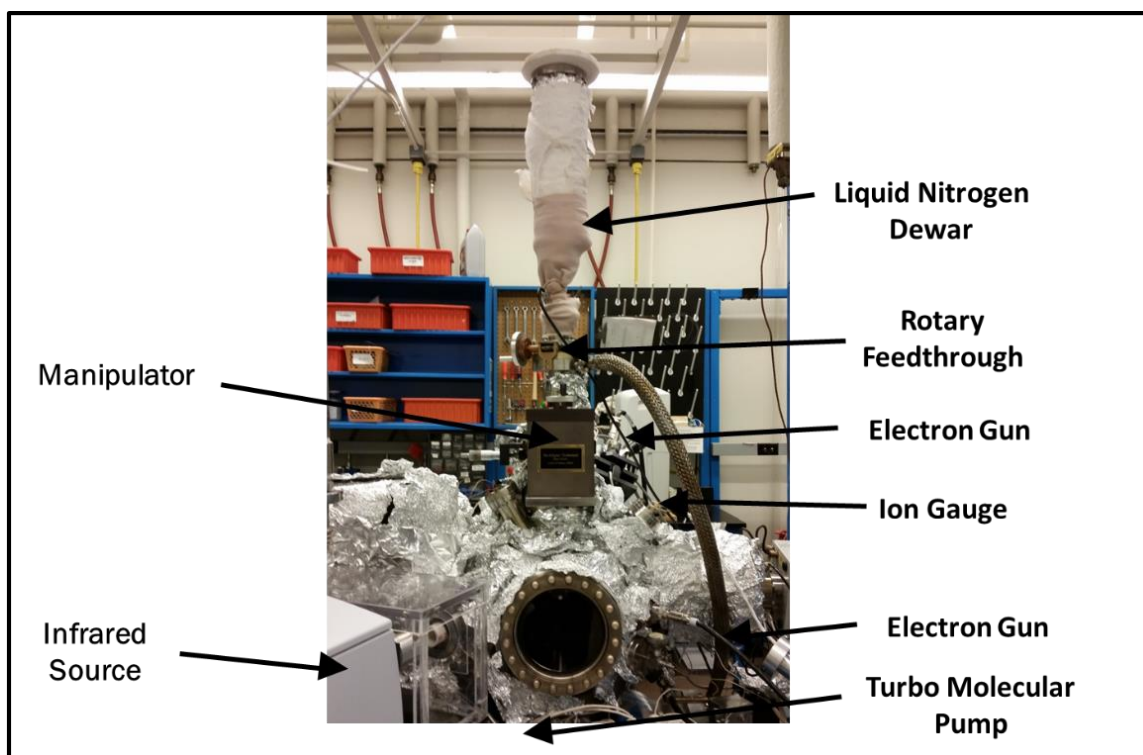 Liquid Nitrogen
Dewar
Rotary
Feedthrough
Manipulator
Electron Gun
Ion Gauge
Infrared
Source
Electron Gun
Turbo Molecular
Pump